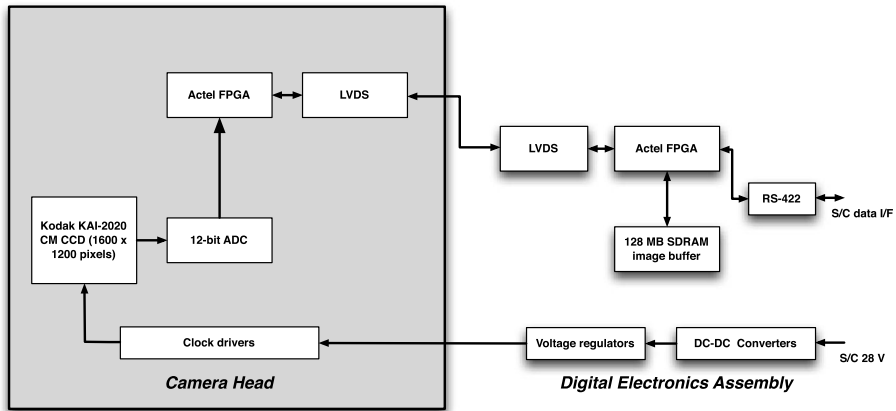 Actel FPGA
LVDS
LVDS
Actel FPGA
RS-422
S/C data I/F
Kodak KAI-2020
CM CCD (1600 x
1200 pixels)
12-bit ADC
128 MB SDRAM
image buffer
Clock drivers
Voltage regulators
DC-DC Converters
S/C 28 V
Camera Head
Digital Electronics Assembly